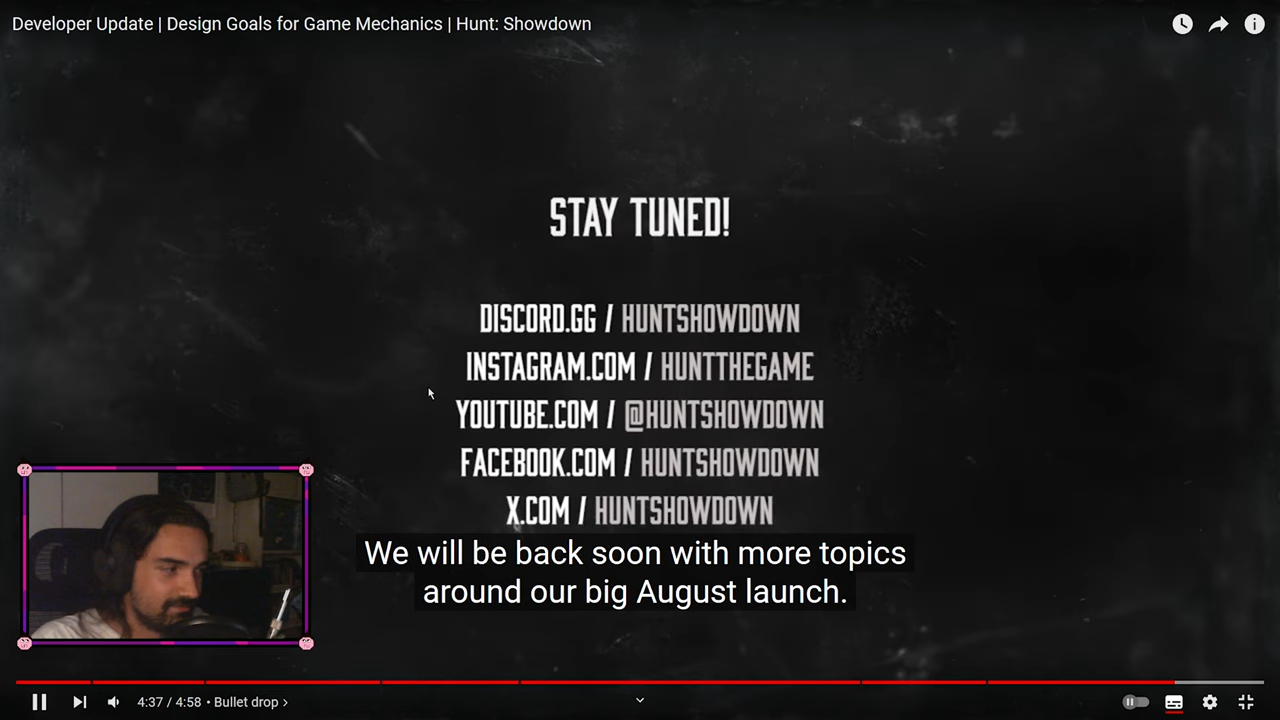 Developer Update | Design Goals for Game Mechanics | Hunt: Showdown
STAY TUNED!
DISCORD.GG / HUNTSHOWDOWN
INSTAGRAM.COM / HUNTTHEGAME
YOUTUBE.COM / @HUNTSHOWDOWN
FACEBOOK.COM / HUNTSHOWDOWN
X.COM / HUNTSHOWDOWN
We will be back soon with more topics
around our big August launch.
4:37 / 4:58 • Bullet drop >